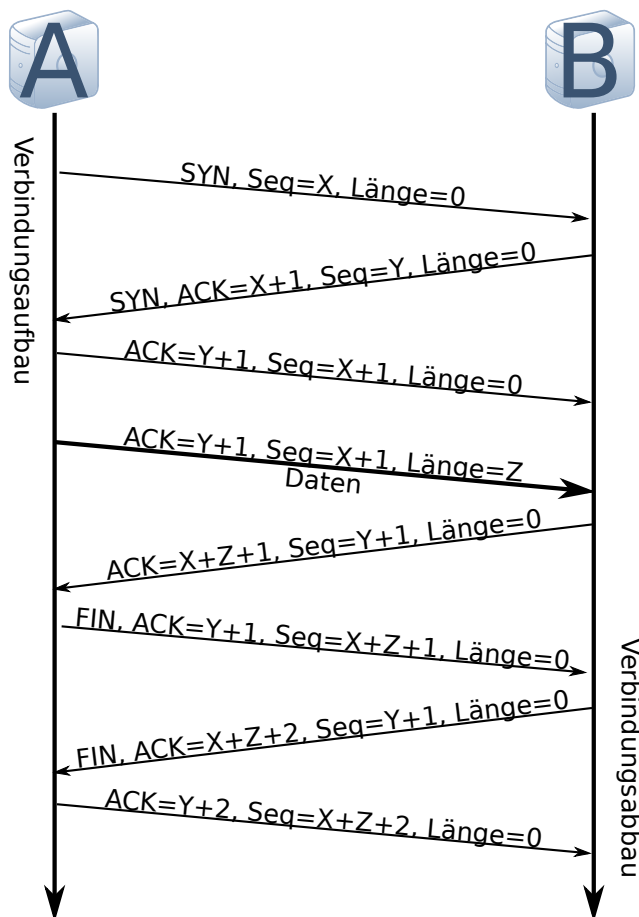 A
B
Verbindungsaufbau
SYN, Seq=X, Länge=0
SYN, ACK=X+1, Seq=Y, Länge=0
ACK=Y+1, Seq=X+1, Länge=0
ACK=Y+1, Seq=X+1, Länge=Z
Daten
ACK=X+Z+1, Seq=Y+1, Länge=0
FIN, ACK=Y+1, Seq=X+Z+1, Länge=0
FIN, ACK=X+Z+2, Seq=Y+1, Länge=0
ACK=Y+2, Seq=X+Z+2, Länge=0
Verbindungsabbau